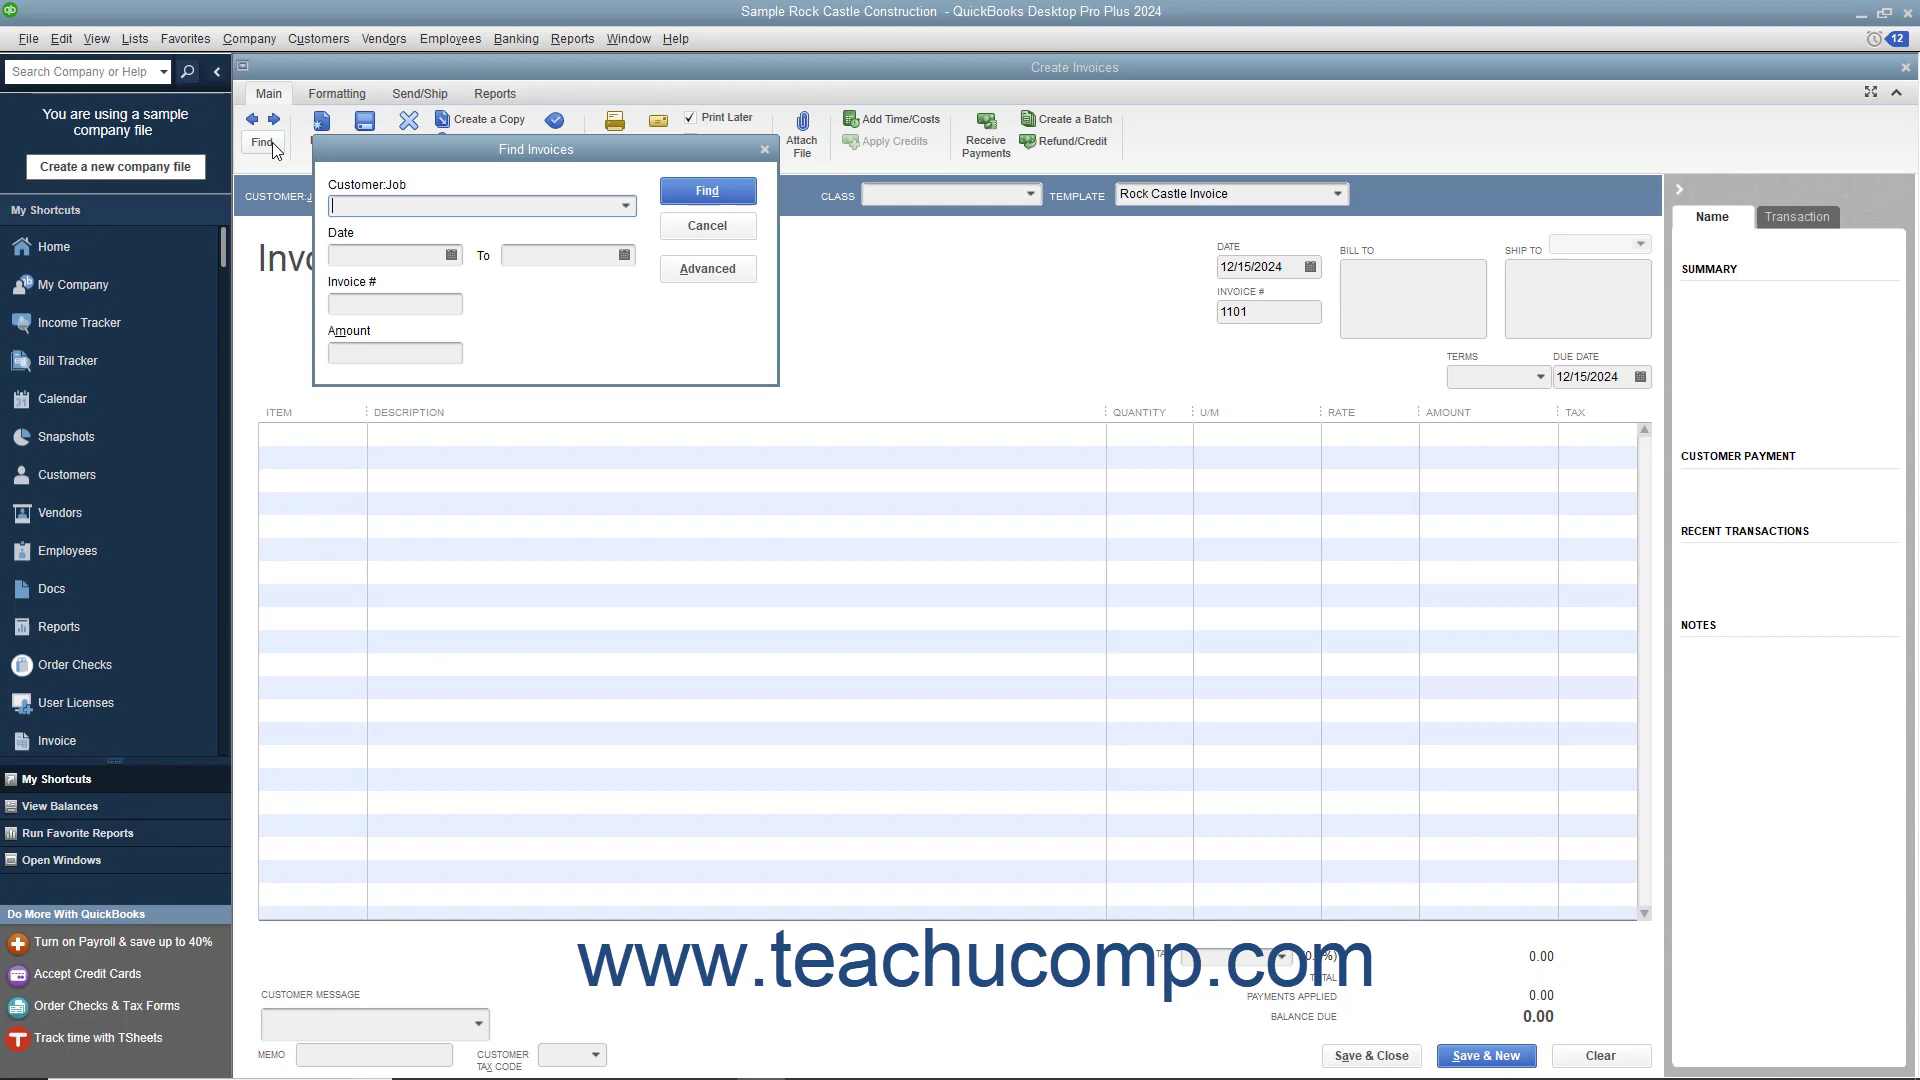 Sample Rock Castle Construction - QuickBooks Desktop Pro Plus 2024
File Edit View Lists Favorites Company Customers Vendors Employees Banking Reports Window Help
12
Search Company or Help
Create Invoices
You are using a sample
company file
Create a new company file
Main Formatting Send/Ship Reports
Find
Create a Copy
Print Later
Attach
File
Add Time/Costs
Apply Credits
Receive
Payments
Create a Batch
Refund/Credit
Find Invoices
Customer:Job
Find
Cancel
Advanced
Date
To
Invoice #
Amount
CUSTOMER:J
CLASS
TEMPLATE Rock Castle Invoice
Invo
DATE
12/15/2024
INVOICE #
1101
BILL TO
SHIP TO
TERMS
DUE DATE
12/15/2024
ITEM DESCRIPTION QUANTITY U/M RATE AMOUNT TAX
Name Transaction
SUMMARY
CUSTOMER PAYMENT
RECENT TRANSACTIONS
NOTES
My Shortcuts
Home
My Company
Income Tracker
Bill Tracker
Calendar
Snapshots
Customers
Vendors
Employees
Docs
Reports
Order Checks
User Licenses
Invoice
My Shortcuts
View Balances
Run Favorite Reports
Open Windows
Do More With QuickBooks
Turn on Payroll & save up to 40%
Accept Credit Cards
Order Checks & Tax Forms
Track time with TSheets
www.teachucomp.com
0.00
TOTAL
PAYMENTS APPLIED 0.00
BALANCE DUE 0.00
CUSTOMER MESSAGE
MEMO
CUSTOMER
TAX CODE
Save & Close
Save & New
Clear